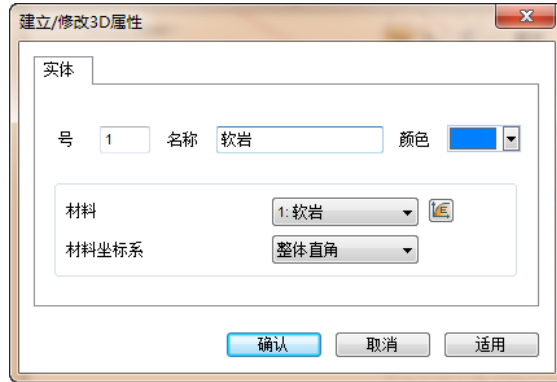 建立/修改3D属性
实体
号 1 名称 软岩 颜色
材料 1: 软岩
材料坐标系 整体直角
确认 取消 适用